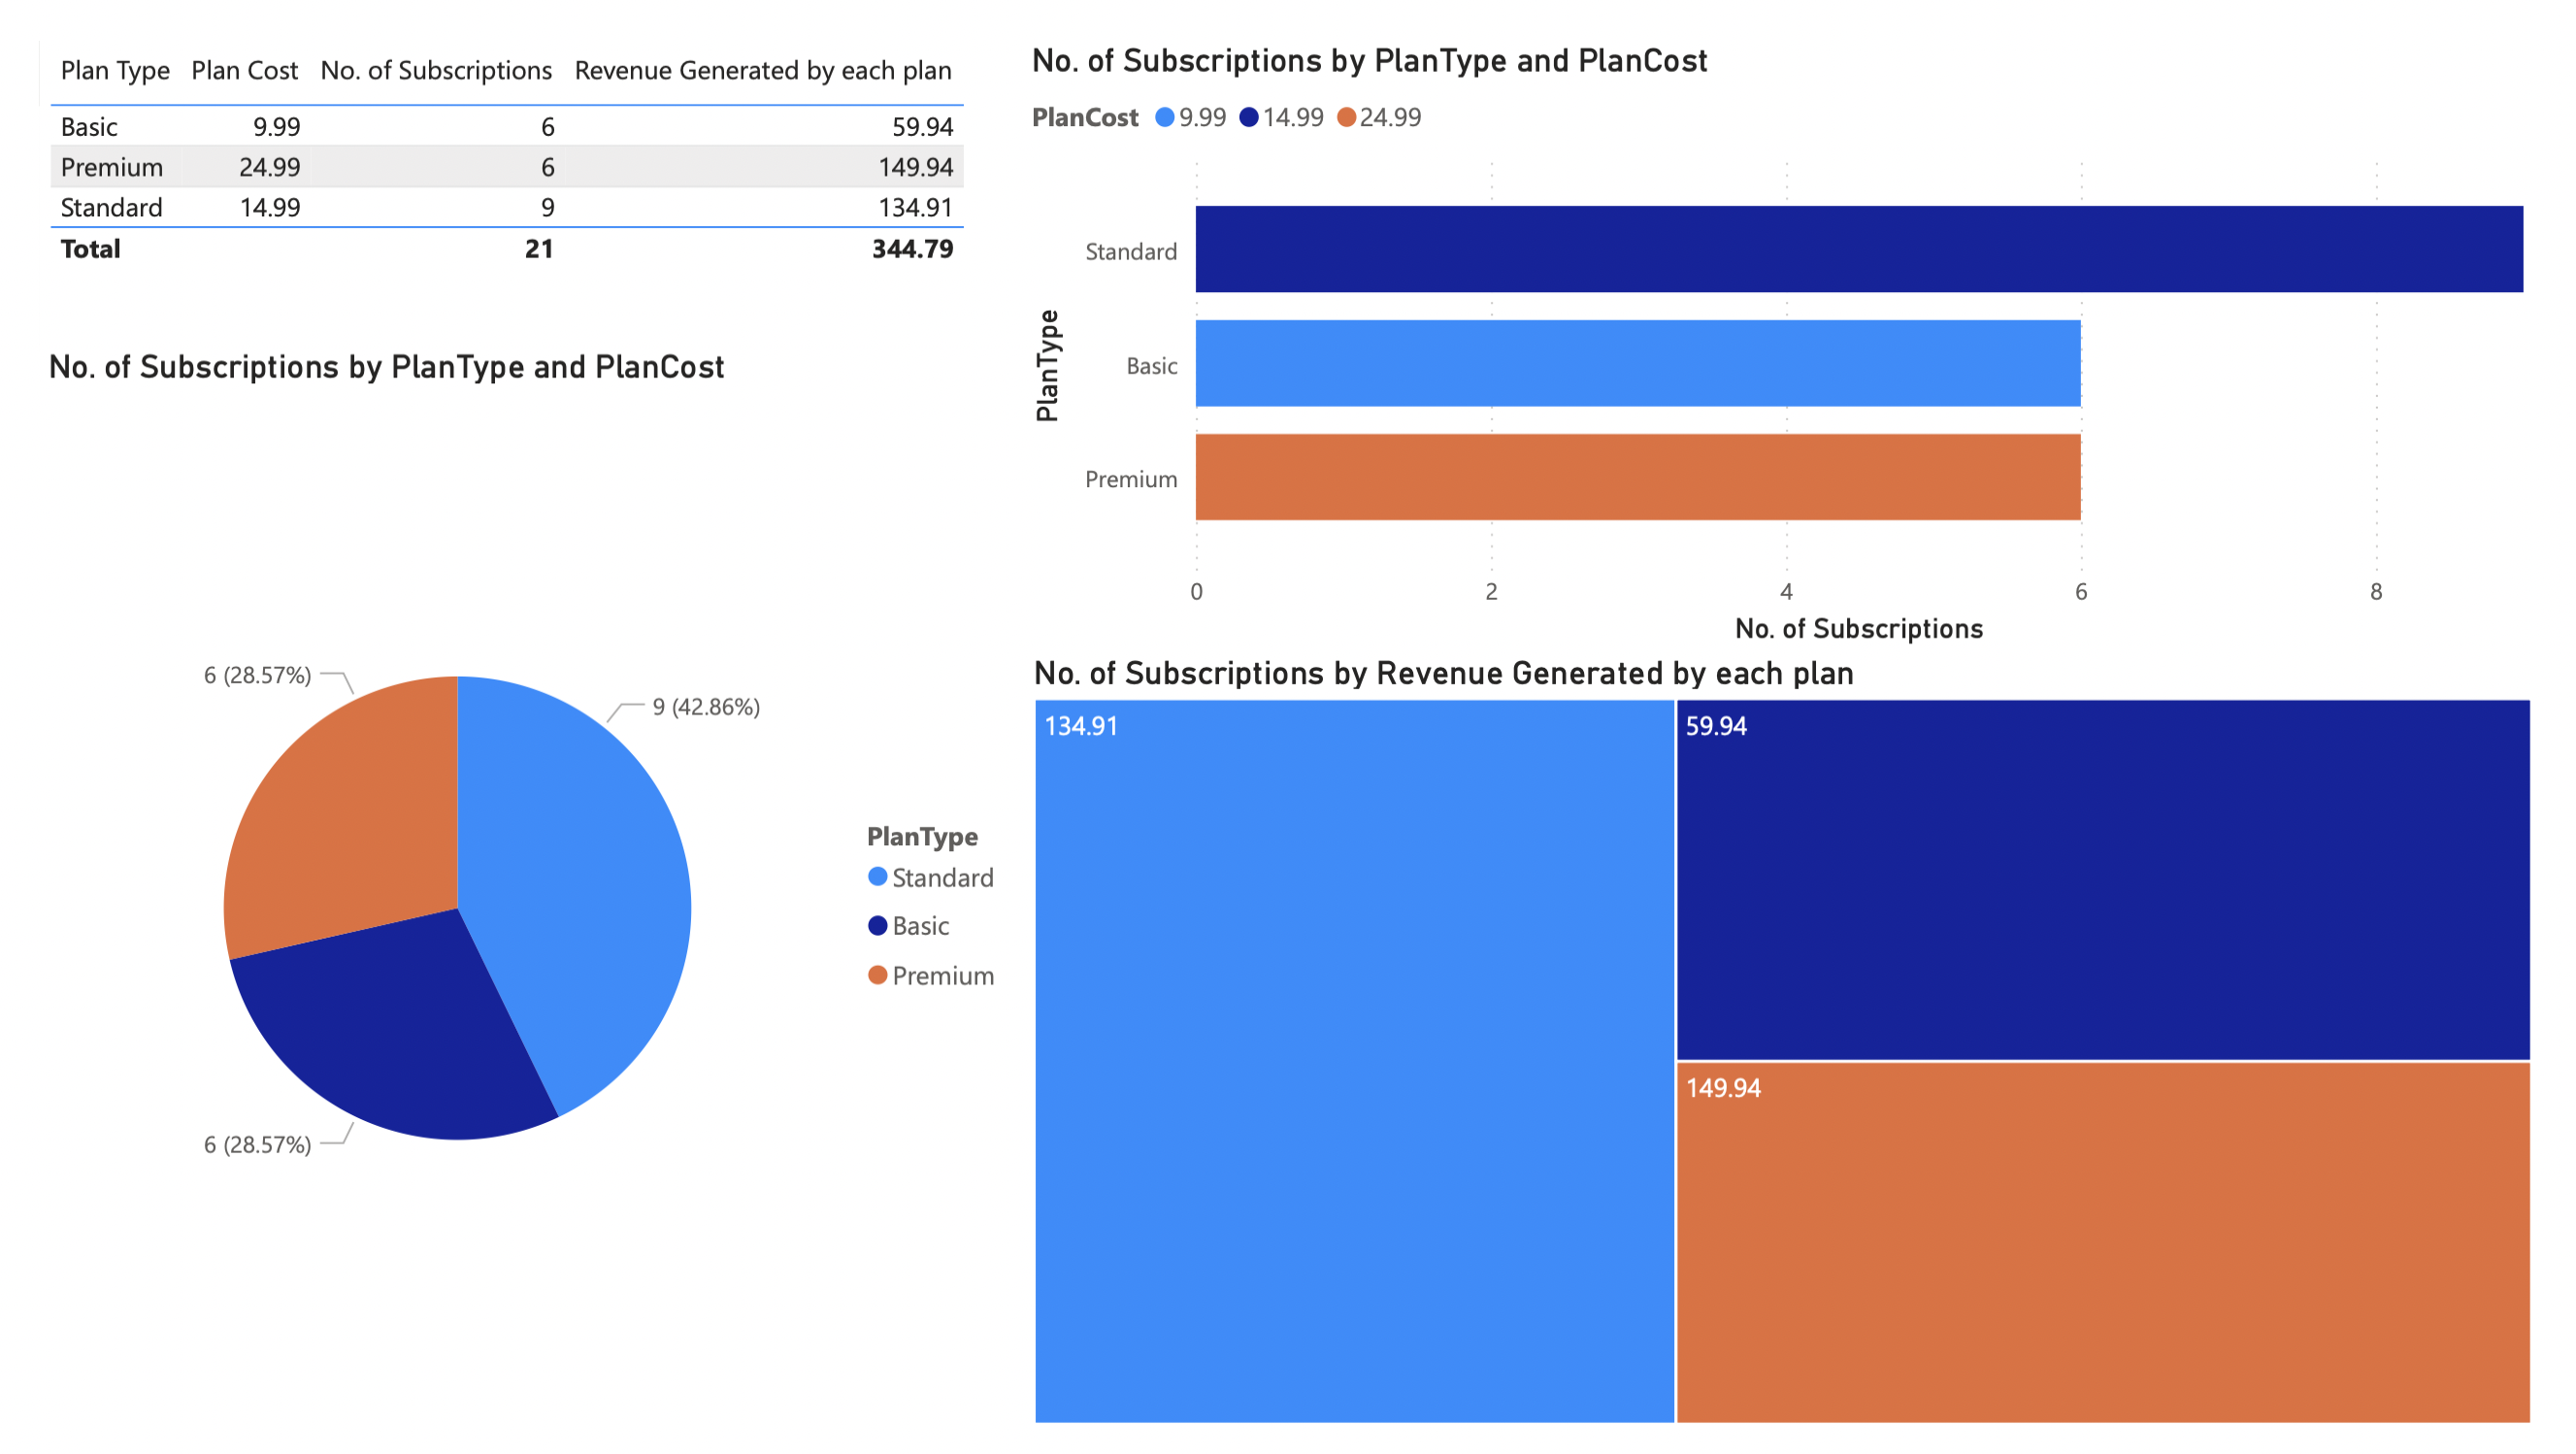 Plan Type Plan Cost No. of Subscriptions Revenue Generated by each plan
Basic 9.99 6 59.94
Premium 24.99 6 149.94
Standard 14.99 9 134.91
Total 21 344.79
No. of Subscriptions by PlanType and PlanCost
6 (28.57%)
9 (42.86%)
6 (28.57%)
PlanType
Standard
Basic
Premium
No. of Subscriptions by PlanType and PlanCost
PlanCost 9.99 14.99 24.99
PlanType
Standard
Basic
Premium
0 2 4 6 8
No. of Subscriptions
No. of Subscriptions by Revenue Generated by each plan
134.91
59.94
149.94